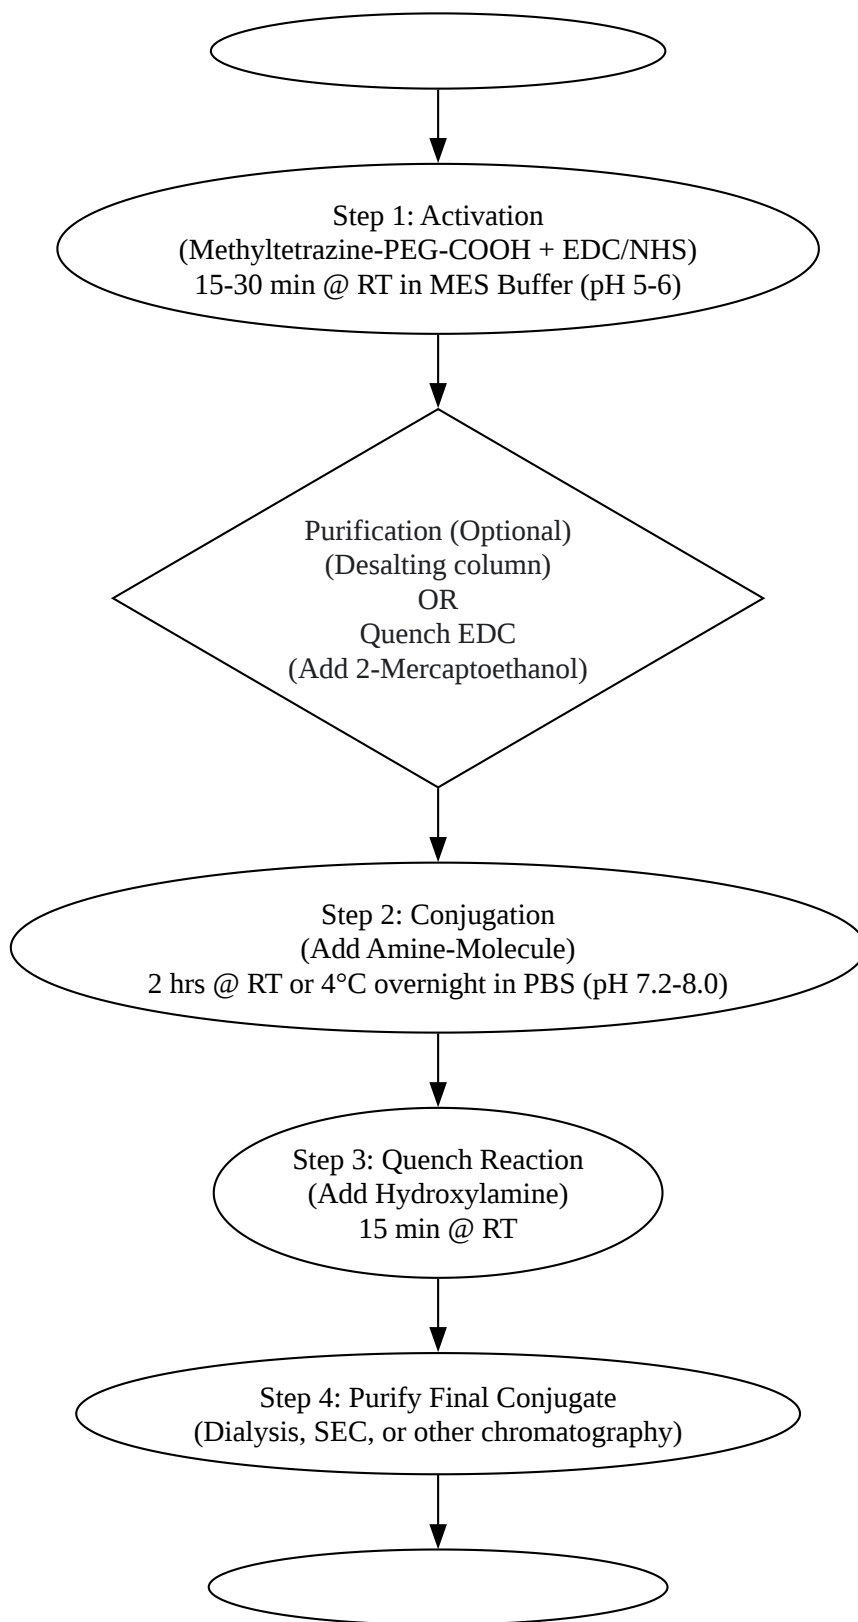 Step 1: Activation
(Methyltetrazine-PEG-COOH + EDC/NHS)
15-30 min @ RT in MES Buffer (pH 5-6)
Purification (Optional)
(Desalting column)
OR
Quench EDC
(Add 2-Mercaptoethanol)
Step 2: Conjugation
(Add Amine-Molecule)
2 hrs @ RT or 4°C overnight in PBS (pH 7.2-8.0)
Step 3: Quench Reaction
(Add Hydroxylamine)
15 min @ RT
Step 4: Purify Final Conjugate
(Dialysis, SEC, or other chromatography)